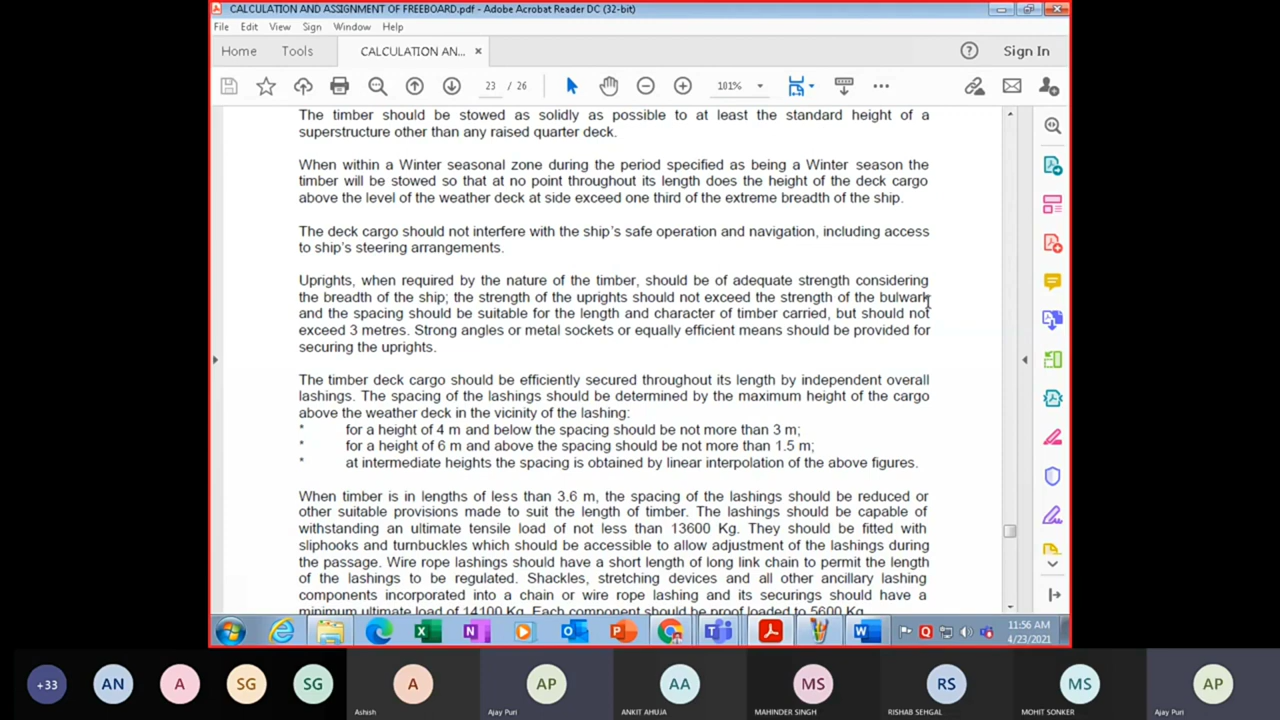 CALCULATION AND ASSIGNMENT OF FREEBOARD.pdf - Adobe Acrobat Reader DC (32-bit)
File Edit View Sign Window Help
Home Tools CALCULATION AN... × Sign In
23 / 26 101%
The timber should be stowed as solidly as possible to at least the standard height of a
superstructure other than any raised quarter deck.
When within a Winter seasonal zone during the period specified as being a Winter season the
timber will be stowed so that at no point throughout its length does the height of the deck cargo
above the level of the weather deck at side exceed one third of the extreme breadth of the ship.
The deck cargo should not interfere with the ship's safe operation and navigation, including access
to ship's steering arrangements.
Uprights, when required by the nature of the timber, should be of adequate strength considering
the breadth of the ship; the strength of the uprights should not exceed the strength of the bulwark
and the spacing should be suitable for the length and character of timber carried, but should not
exceed 3 metres. Strong angles or metal sockets or equally efficient means should be provided for
securing the uprights.
The timber deck cargo should be efficiently secured throughout its length by independent overall
lashings. The spacing of the lashings should be determined by the maximum height of the cargo
above the weather deck in the vicinity of the lashing:
* for a height of 4 m and below the spacing should be not more than 3 m;
* for a height of 6 m and above the spacing should be not more than 1.5 m;
* at intermediate heights the spacing is obtained by linear interpolation of the above figures.
When timber is in lengths of less than 3.6 m, the spacing of the lashings should be reduced or
other suitable provisions made to suit the length of timber. The lashings should be capable of
withstanding an ultimate tensile load of not less than 13600 Kg. They should be fitted with
sliphooks and turnbuckles which should be accessible to allow adjustment of the lashings during
the passage. Wire rope lashings should have a short length of long link chain to permit the length
of the lashings to be regulated. Shackles, stretching devices and all other ancillary lashing
components incorporated into a chain or wire rope lashing and its securings should have a
minimum ultimate load of 14100 Kg. Each component should be proof loaded to 5600 Kg.
11:56 AM
4/23/2021
+33 AN A SG SG A AP AA MS RS MS AP
Ashish Ajay Puri ANKIT AHUJA MAHINDER SINGH RISHAB SEHGAL MOHIT SONKER Ajay Puri